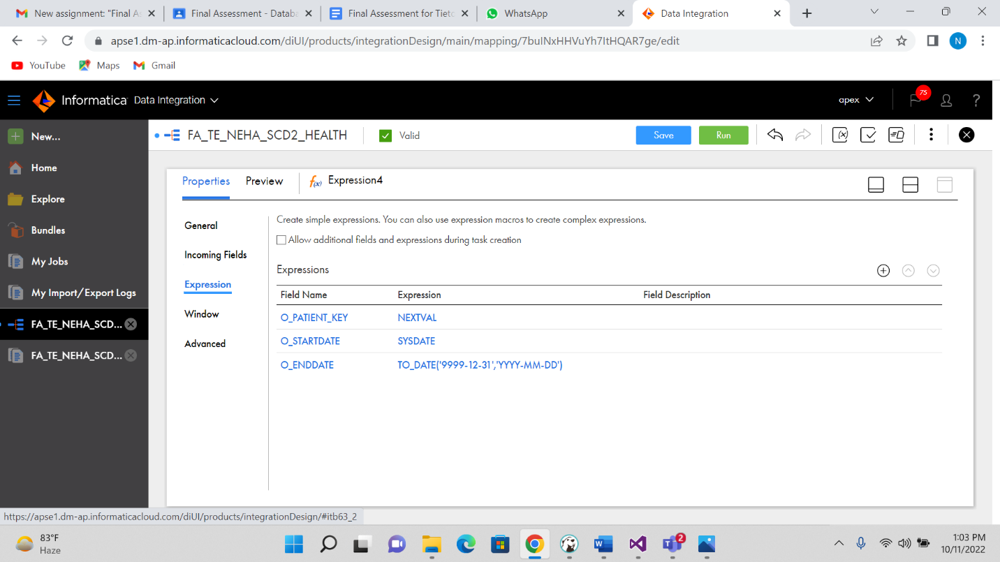 New assignment: "Final As
Final Assessment - Databa
Final Assessment for Tieto
WhatsApp
Data Integration
apse1.dm-ap.informaticacloud.com/diUI/products/integrationDesign/main/mapping/7buINxHHVuYh7ItHQAR7ge/edit
N
YouTube
Maps
Gmail
Informatica Data Integration
apex
75
?
New...
FA_TE_NEHA_SCD2_HEALTH
Valid
Save
Run
Home
Explore
Bundles
My Jobs
My Import/Export Logs
FA_TE_NEHA_SCD...
FA_TE_NEHA_SCD...
Properties
Preview
f(x) Expression4
General
Incoming Fields
Expression
Window
Advanced
Create simple expressions. You can also use expression macros to create complex expressions.
Allow additional fields and expressions during task creation
Expressions
Field Name Expression Field Description
O_PATIENT_KEY NEXTVAL
O_STARTDATE SYSDATE
O_ENDDATE TO_DATE('9999-12-31','YYYY-MM-DD')
https://apse1.dm-ap.informaticacloud.com/diUI/products/integrationDesign/#itb63_2
83°F
Haze
2
1:03 PM
10/11/2022